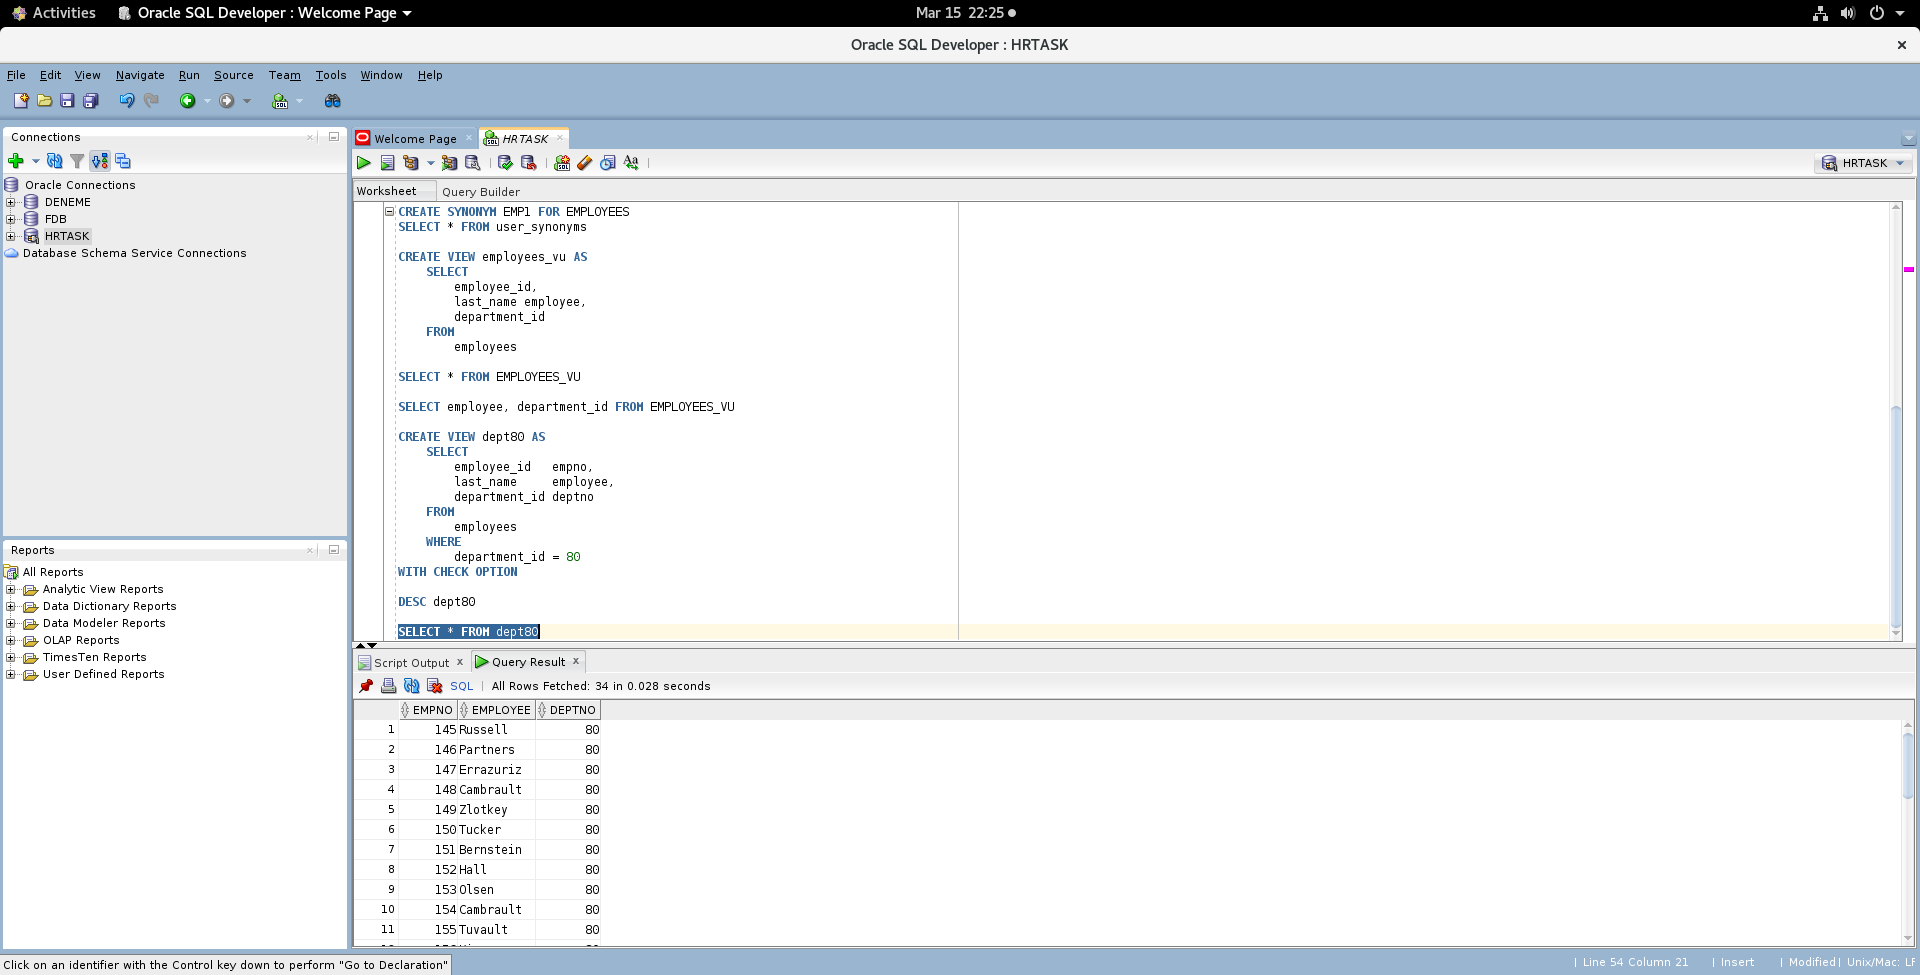 Activities
Oracle SQL Developer : Welcome Page
Mar 15 22:25
Oracle SQL Developer : HRTASK
File Edit View Navigate Run Source Team Tools Window Help
Connections
Oracle Connections
DENEME
FDB
HRTASK
Database Schema Service Connections
Reports
All Reports
Analytic View Reports
Data Dictionary Reports
Data Modeler Reports
OLAP Reports
TimesTen Reports
User Defined Reports
Welcome Page
HRTASK
HRTASK
Worksheet
Query Builder
CREATE SYNONYM EMP1 FOR EMPLOYEES
SELECT * FROM user_synonyms
CREATE VIEW employees_vu AS
SELECT
employee_id,
last_name employee,
department_id
FROM
employees
SELECT * FROM EMPLOYEES_VU
SELECT employee, department_id FROM EMPLOYEES_VU
CREATE VIEW dept80 AS
SELECT
employee_id empno,
last_name employee,
department_id deptno
FROM
employees
WHERE
department_id = 80
WITH CHECK OPTION
DESC dept80
SELECT * FROM dept80
Script Output
Query Result
SQL | All Rows Fetched: 34 in 0.028 seconds
EMPNO EMPLOYEE DEPTNO
1 145 Russell 80
2 146 Partners 80
3 147 Errazuriz 80
4 148 Cambrault 80
5 149 Zlotkey 80
6 150 Tucker 80
7 151 Bernstein 80
8 152 Hall 80
9 153 Olsen 80
10 154 Cambrault 80
11 155 Tuvault 80
Click on an identifier with the Control key down to perform "Go to Declaration"
| Line 54 Column 21 | Insert | Modified | Unix/Mac: LF